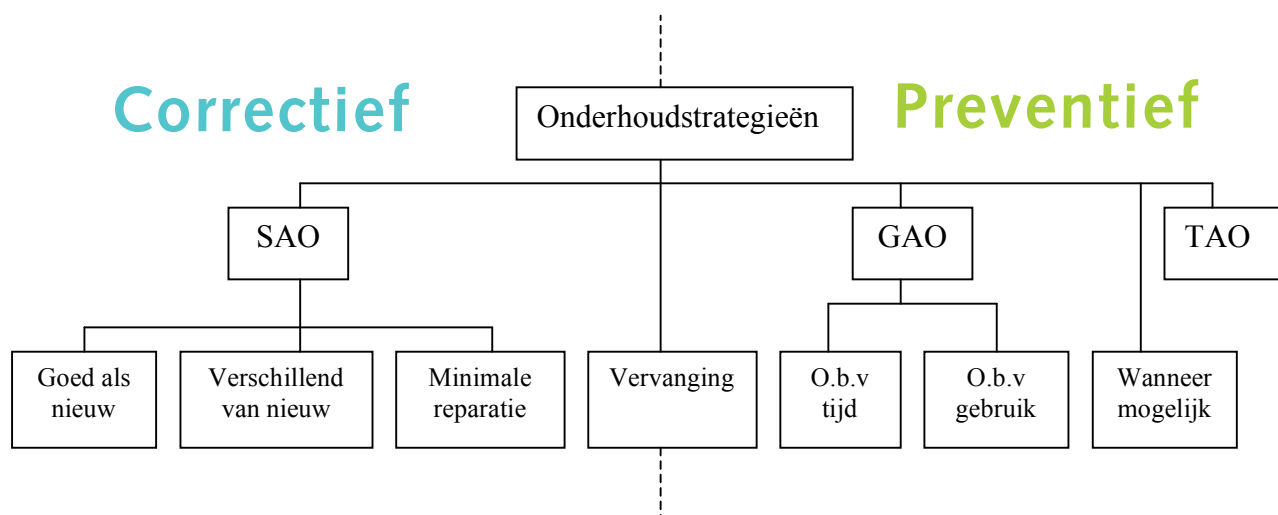 Correctief
Onderhoudstrategieën
Preventief
SAO
GAO
TAO
Goed als
nieuw
Verschillend
van nieuw
Minimale
reparatie
Vervanging
O.b.v
tijd
O.b.v
gebruik
Wanneer
mogelijk